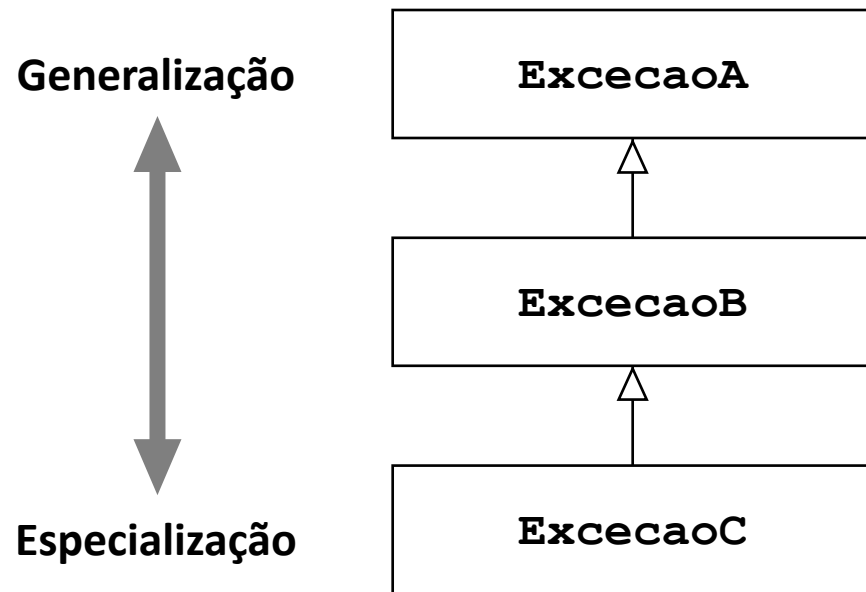 Generalização
ExcecaoA
ExcecaoB
Especialização
ExcecaoC